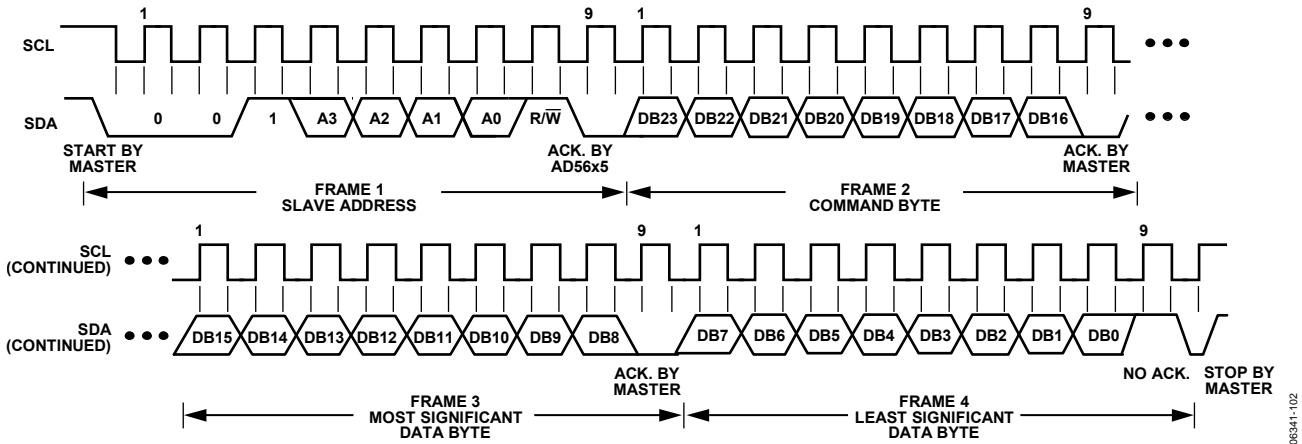 1 9 1 9
SCL
SDA 0 0 1 A3 A2 A1 A0 R/W̅ DB23 DB22 DB21 DB20 DB19 DB18 DB17 DB16
START BY
MASTER
ACK. BY
AD56x5
ACK. BY
MASTER
FRAME 1
SLAVE ADDRESS
FRAME 2
COMMAND BYTE
1 9 1 9
SCL
(CONTINUED)
SDA
(CONTINUED)
DB15 DB14 DB13 DB12 DB11 DB10 DB9 DB8 DB7 DB6 DB5 DB4 DB3 DB2 DB1 DB0
ACK. BY
MASTER
NO ACK.
STOP BY
MASTER
FRAME 3
MOST SIGNIFICANT
DATA BYTE
FRAME 4
LEAST SIGNIFICANT
DATA BYTE
06341-102